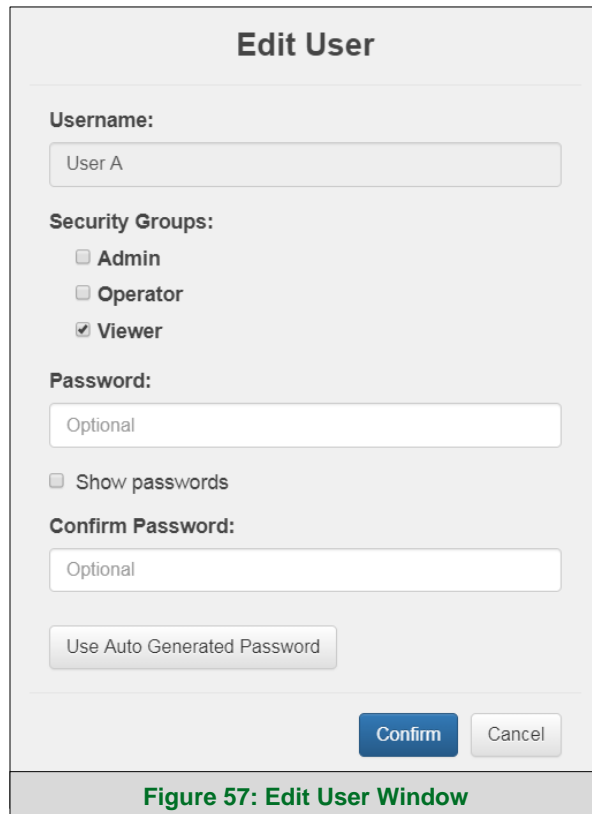 Edit User
Username:
User A
Security Groups:
Admin
Operator
Viewer
Password:
Optional
Show passwords
Confirm Password:
Optional
Use Auto Generated Password
Confirm Cancel
Figure 57: Edit User Window